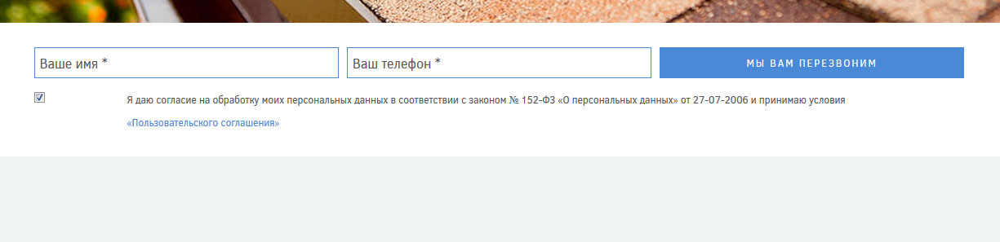 Ваше имя *
Ваш телефон *
МЫ ВАМ ПЕРЕЗВОНИМ
Я даю согласие на обработку моих персональных данных в соответствии с законом № 152-ФЗ «О персональных данных» от 27-07-2006 и принимаю условия
«Пользовательского соглашения»